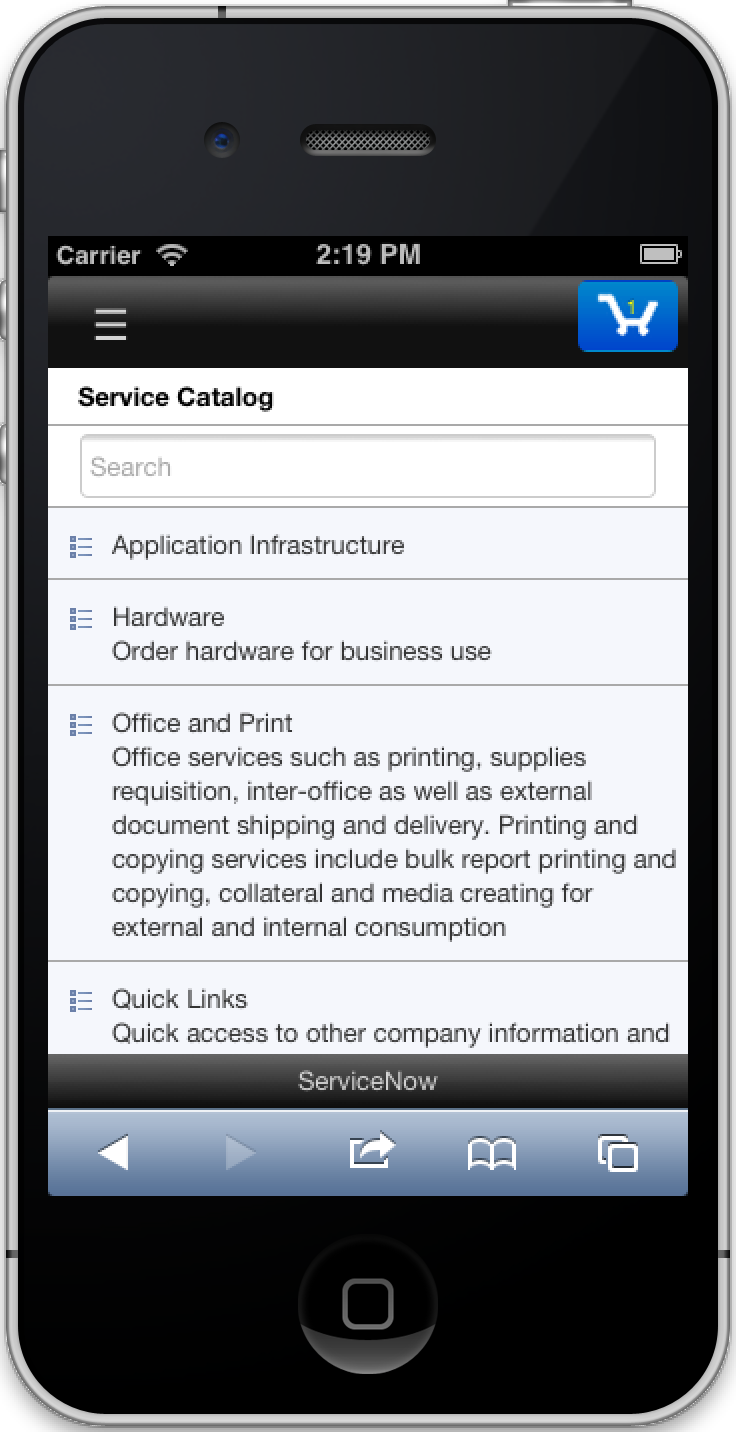 Carrier 2:19 PM
1
Service Catalog
Search
Application Infrastructure
Hardware
Order hardware for business use
Office and Print
Office services such as printing, supplies
requisition, inter-office as well as external
document shipping and delivery. Printing and
copying services include bulk report printing and
copying, collateral and media creating for
external and internal consumption
Quick Links
Quick access to other company information and
ServiceNow